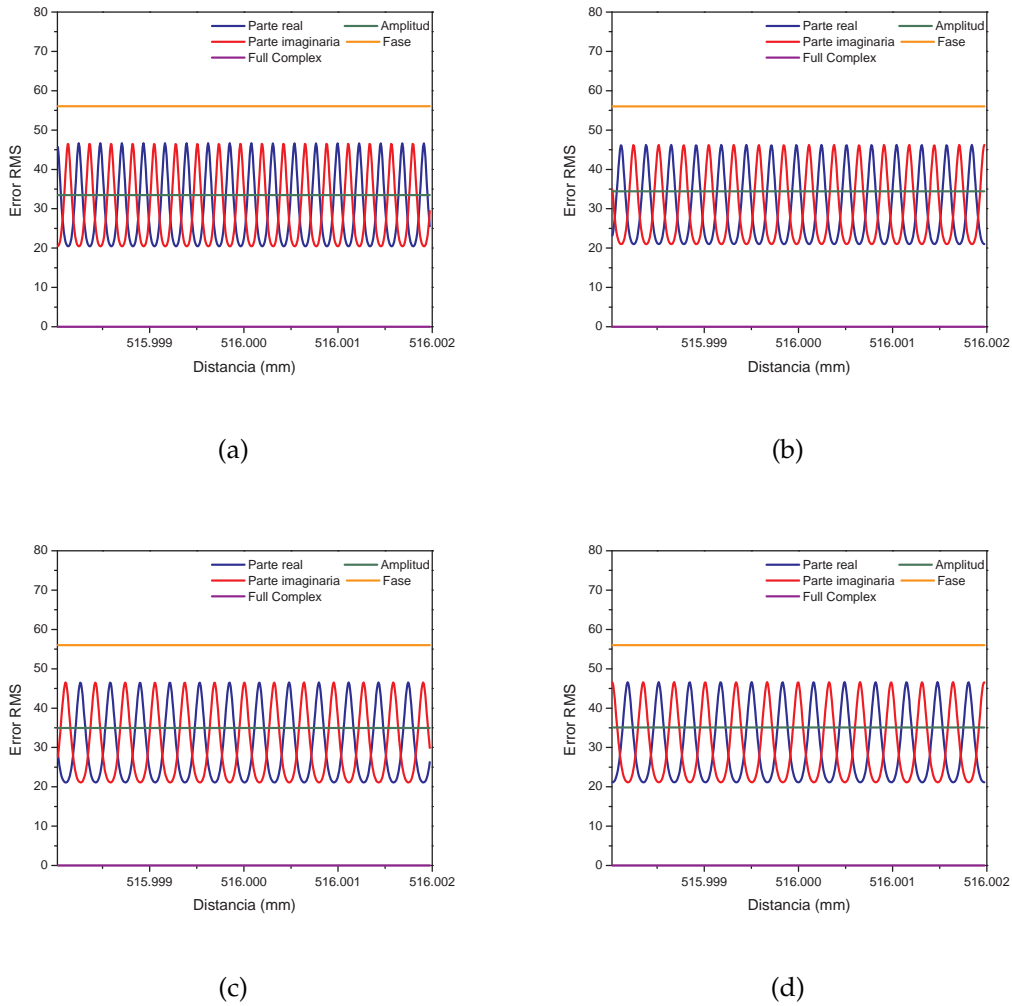 80
70
60
50
40
30
20
10
0
Error RMS
Parte real
Amplitud
Parte imaginaria
Fase
Full Complex
515.999
516.000
516.001
516.002
Distancia (mm)
(a)
80
70
60
50
40
30
20
10
0
Error RMS
Parte real
Amplitud
Parte imaginaria
Fase
Full Complex
515.999
516.000
516.001
516.002
Distancia (mm)
(b)
80
70
60
50
40
30
20
10
0
Error RMS
Parte real
Amplitud
Parte imaginaria
Fase
Full Complex
515.999
516.000
516.001
516.002
Distancia (mm)
(c)
80
70
60
50
40
30
20
10
0
Error RMS
Parte real
Amplitud
Parte imaginaria
Fase
Full Complex
515.999
516.000
516.001
516.002
Distancia (mm)
(d)